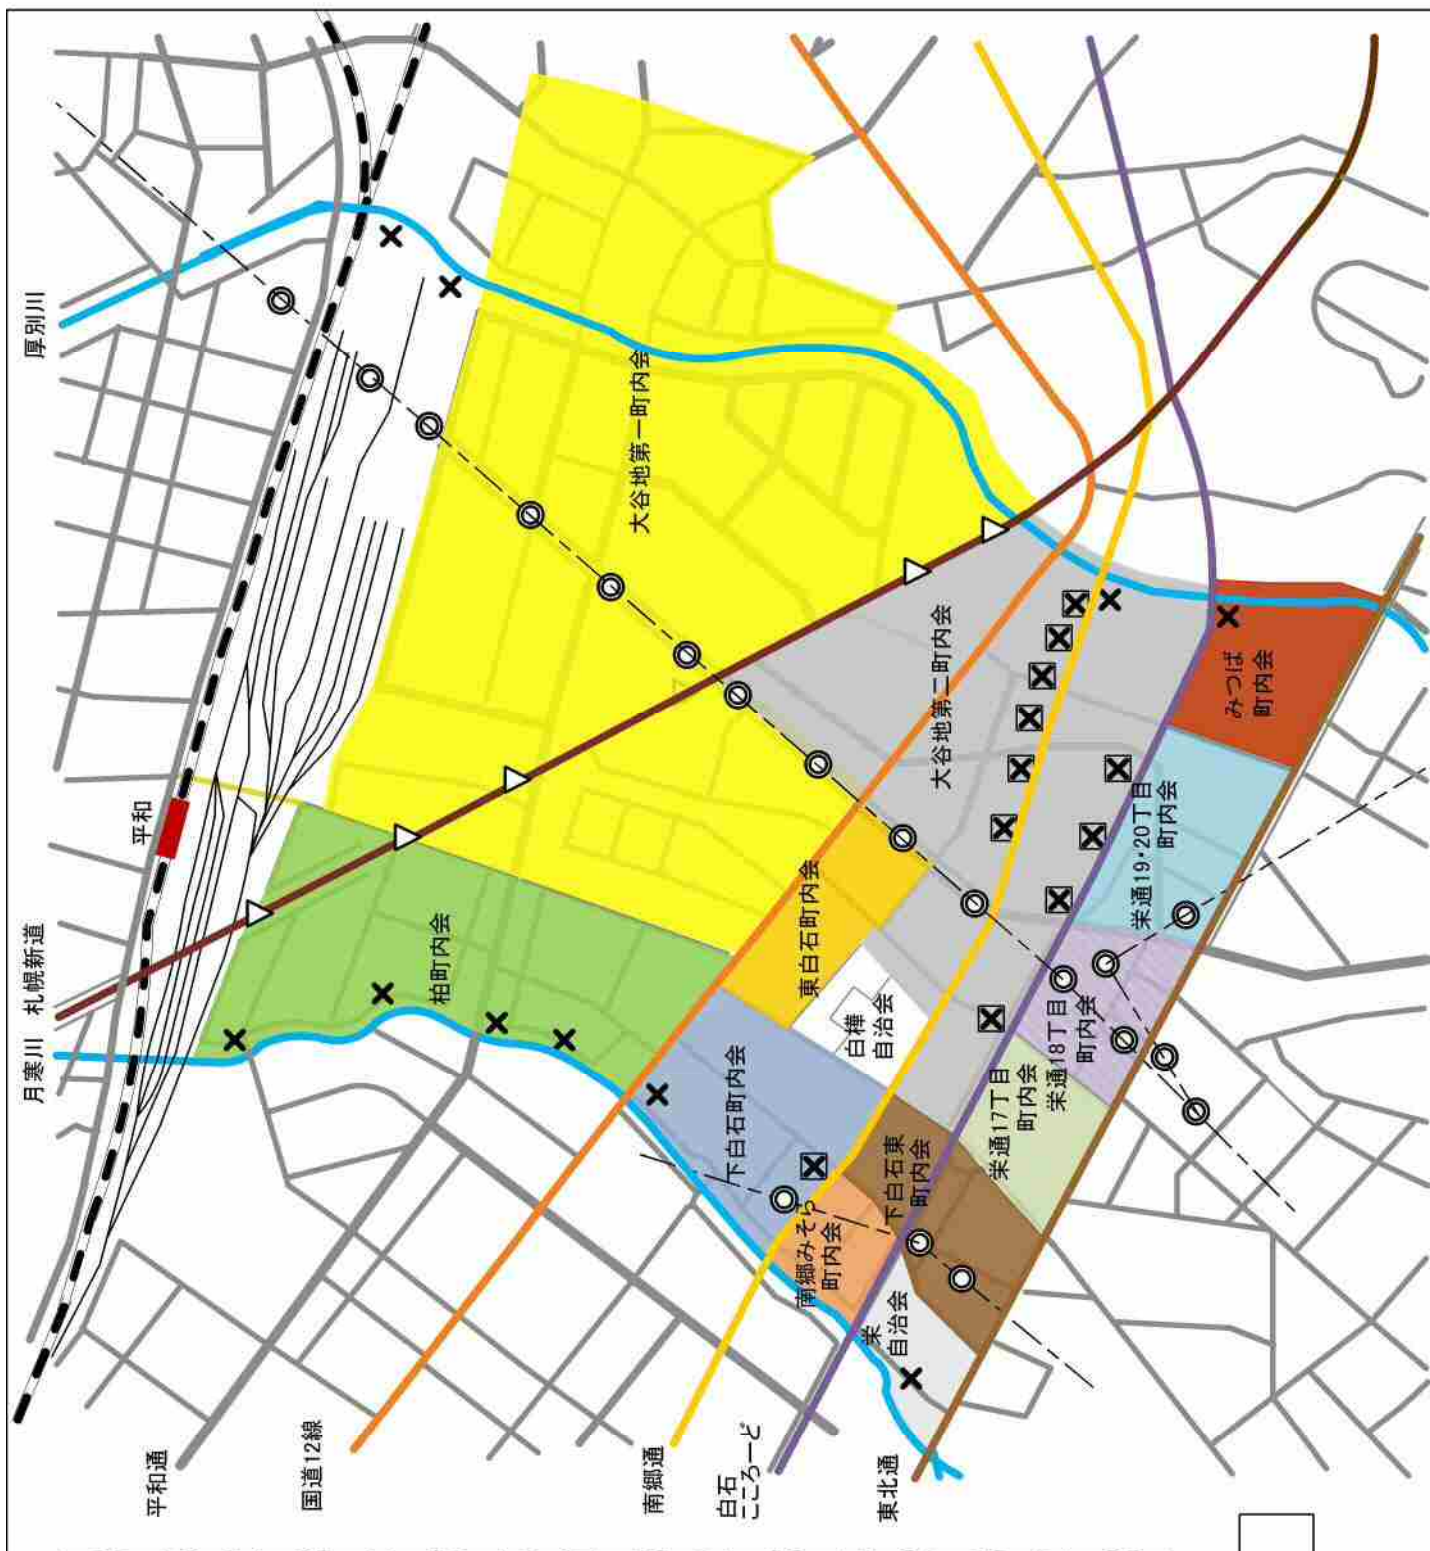 厚別川
平和
札幌新道
月寒川
大谷地第一町内会
柏町内会
大谷地第二町内会
東白石町内会
白樺
自治会
下白石町内会
みつば
町内会
栄通19・20丁目
町内会
栄通18丁目
町内会
栄通17丁目
町内会
下白石東
町内会
南郷みそら
町内会
栄
自治会
平和通
国道12線
南郷通
白石
こころーど
東北通